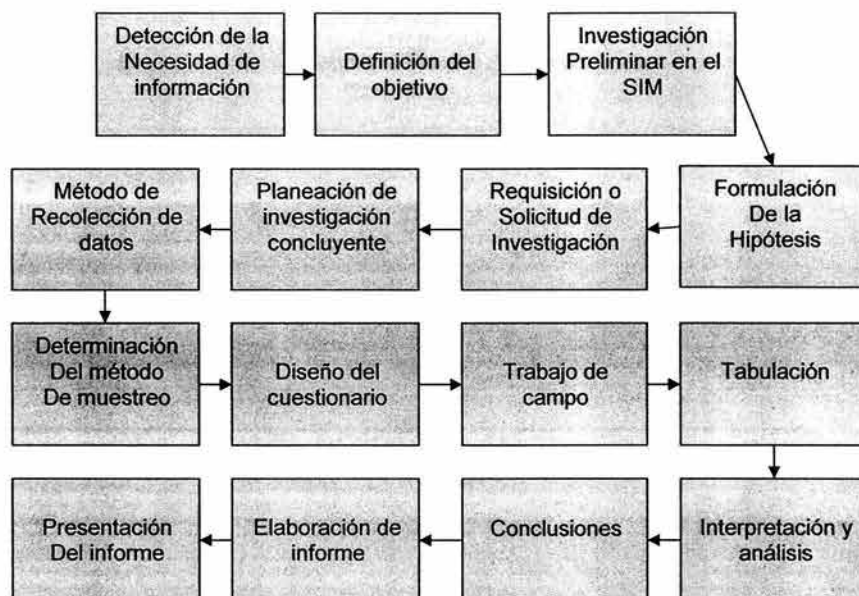 Detección de la
Necesidad de
información
Definición del
objetivo
Investigación
Preliminar en el
SIM
Formulación
De la
Hipótesis
Requisición o
Solicitud de
Investigación
Planeación de
investigación
concluyente
Método de
Recolección de
datos
Determinación
Del método
De muestreo
Diseño del
cuestionario
Trabajo de
campo
Tabulación
Interpretación y
análisis
Conclusiones
Elaboración de
informe
Presentación
Del informe